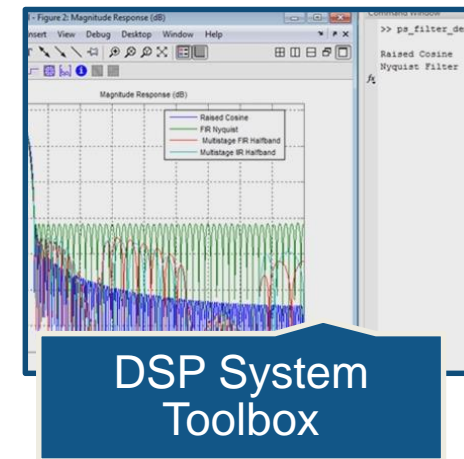 - Figure 2: Magnitude Response (dB)
nsert View Debug Desktop Window Help
Magnitude Response (dB)
Raised Cosine
FIR Nyquist
Multistage FIR Halfband
Multistage IIR Halfband
Command Window
>> ps_filter_de
Raised Cosine
Nyquist Filter
fx
DSP System
Toolbox